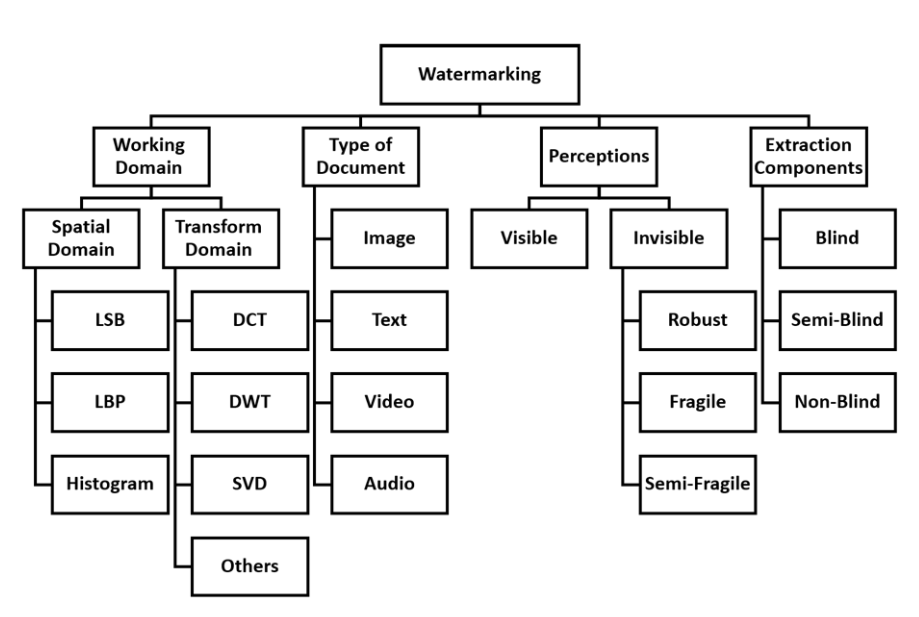 Watermarking
Working
Domain
Type of
Document
Perceptions
Extraction
Components
Spatial
Domain
Transform
Domain
Image
Visible
Invisible
Blind
LSB
DCT
Text
Robust
Semi-Blind
LBP
DWT
Video
Fragile
Non-Blind
Histogram
SVD
Audio
Semi-Fragile
Others